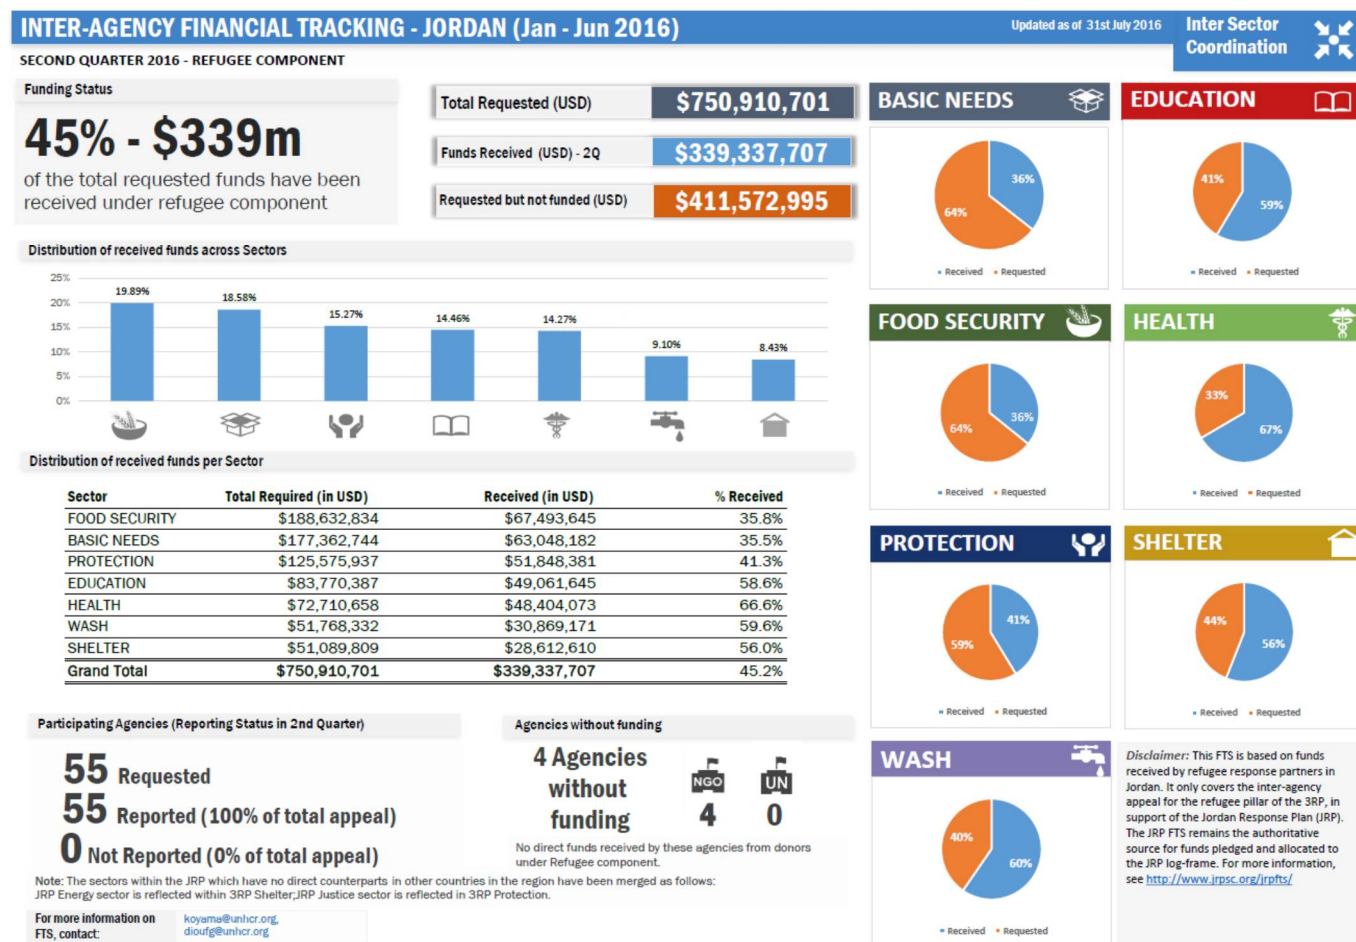 INTER-AGENCY FINANCIAL TRACKING - JORDAN (Jan - Jun 2016)
Updated as of 31st July 2016
Inter Sector
Coordination
SECOND QUARTER 2016 - REFUGEE COMPONENT
Funding Status
45% - $339m
of the total requested funds have been
received under refugee component
Total Requested (USD) $750,910,701
Funds Received (USD) - 2Q $339,337,707
Requested but not funded (USD) $411,572,995
Distribution of received funds across Sectors
25%
20%
15%
10%
5%
0%
19.89%
18.58%
15.27%
14.46%
14.27%
9.10%
8.43%
Distribution of received funds per Sector
Sector Total Required (in USD) Received (in USD) % Received
FOOD SECURITY $188,632,834 $67,493,645 35.8%
BASIC NEEDS $177,362,744 $63,048,182 35.5%
PROTECTION $125,575,937 $51,848,381 41.3%
EDUCATION $83,770,387 $49,061,645 58.6%
HEALTH $72,710,658 $48,404,073 66.6%
WASH $51,768,332 $30,869,171 59.6%
SHELTER $51,089,809 $28,612,610 56.0%
Grand Total $750,910,701 $339,337,707 45.2%
Participating Agencies (Reporting Status in 2nd Quarter)
55 Requested
55 Reported (100% of total appeal)
0 Not Reported (0% of total appeal)
Agencies without funding
4 Agencies
without
funding
NGO
4
UN
0
No direct funds received by these agencies from donors
under Refugee component.
Note: The sectors within the JRP which have no direct counterparts in other countries in the region have been merged as follows:
JRP Energy sector is reflected within 3RP Shelter;JRP Justice sector is reflected in 3RP Protection.
For more information on
FTS, contact:
koyama@unhcr.org,
dioufg@unhcr.org
BASIC NEEDS
36%
64%
Received Requested
EDUCATION
41%
59%
Received Requested
FOOD SECURITY
36%
64%
Received Requested
HEALTH
33%
67%
Received Requested
PROTECTION
41%
59%
Received Requested
SHELTER
44%
56%
Received Requested
WASH
40%
60%
Received Requested
Disclaimer: This FTS is based on funds
received by refugee response partners in
Jordan. It only covers the inter-agency
appeal for the refugee pillar of the 3RP, in
support of the Jordan Response Plan (JRP).
The JRP FTS remains the authoritative
source for funds pledged and allocated to
the JRP log-frame. For more information,
see http://www.jrpsc.org/jrpfts/